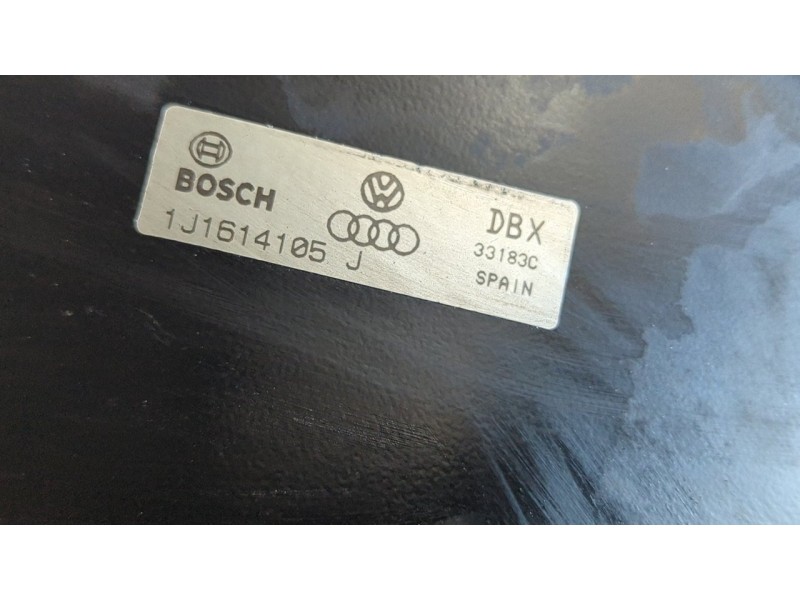 BOSCH
1J1614105 J
DBX
33183C
SPAIN